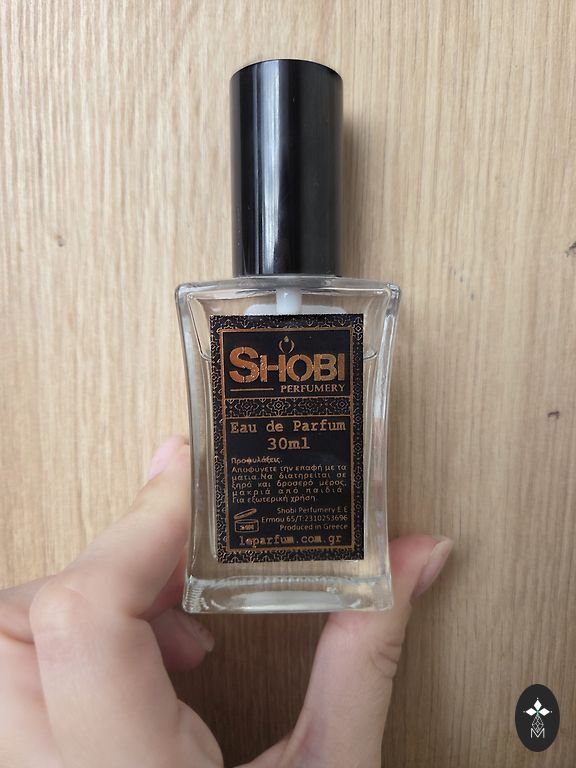 SHOBI
PERFUMERY
Eau de Parfum
30ml
Προφυλάξεις.
Αποφύνετε την επαφή με τα
μάτια.Να διατηρείται σε
ξηρό και δροσερό μέρος,
μακριά από παιδιά
Για εξωτερική χρήση.
Shobi Perfumery E.E
Ermou 65/T:2310253696
Produced in Greece
leparfum.com.gr
M